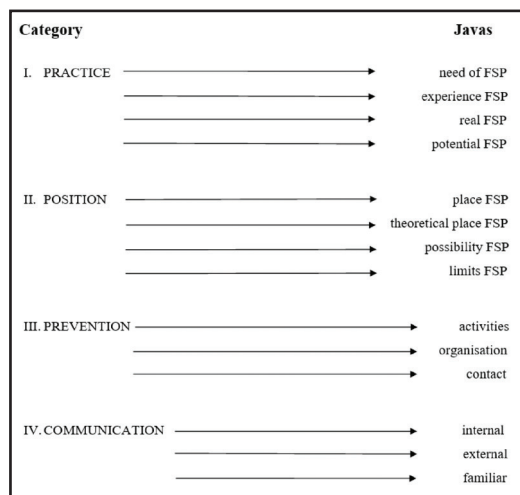 Category Javas
I. PRACTICE need of FSP
experience FSP
real FSP
potential FSP
II. POSITION place FSP
theoretical place FSP
possibility FSP
limits FSP
III. PREVENTION activities
organisation
contact
IV. COMMUNICATION internal
external
familiar